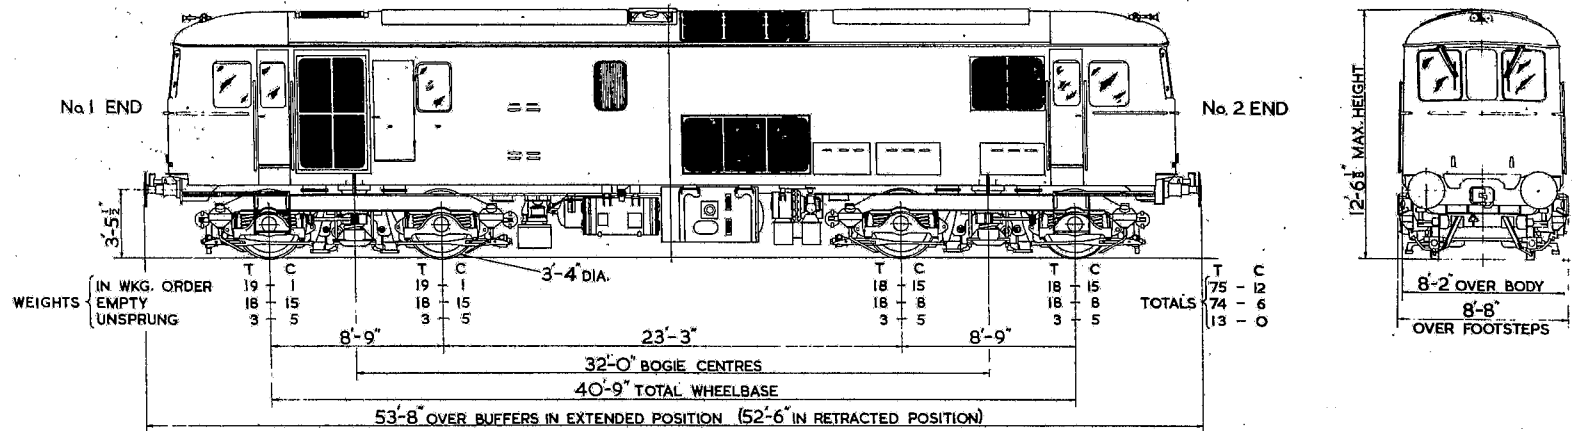 No. 1 END
No. 2 END
12'-6⅛" MAX. HEIGHT
3'-5½"
3'-4" DIA.
T C T C T C T C T C
WEIGHTS
IN WKG. ORDER 19 - 1 19 - 1 18 - 15 18 - 15 75 - 12
EMPTY 18 - 15 18 - 15 18 - 8 18 - 8 TOTALS 74 - 6
UNSPRUNG 3 - 5 3 - 5 3 - 5 3 - 5 13 - 0
8'-2" OVER BODY
8'-8"
OVER FOOTSTEPS
8'-9" 23'-3" 8'-9"
32'-0" BOGIE CENTRES
40'-9" TOTAL WHEELBASE
53'-8" OVER BUFFERS IN EXTENDED POSITION (52'-6" IN RETRACTED POSITION)